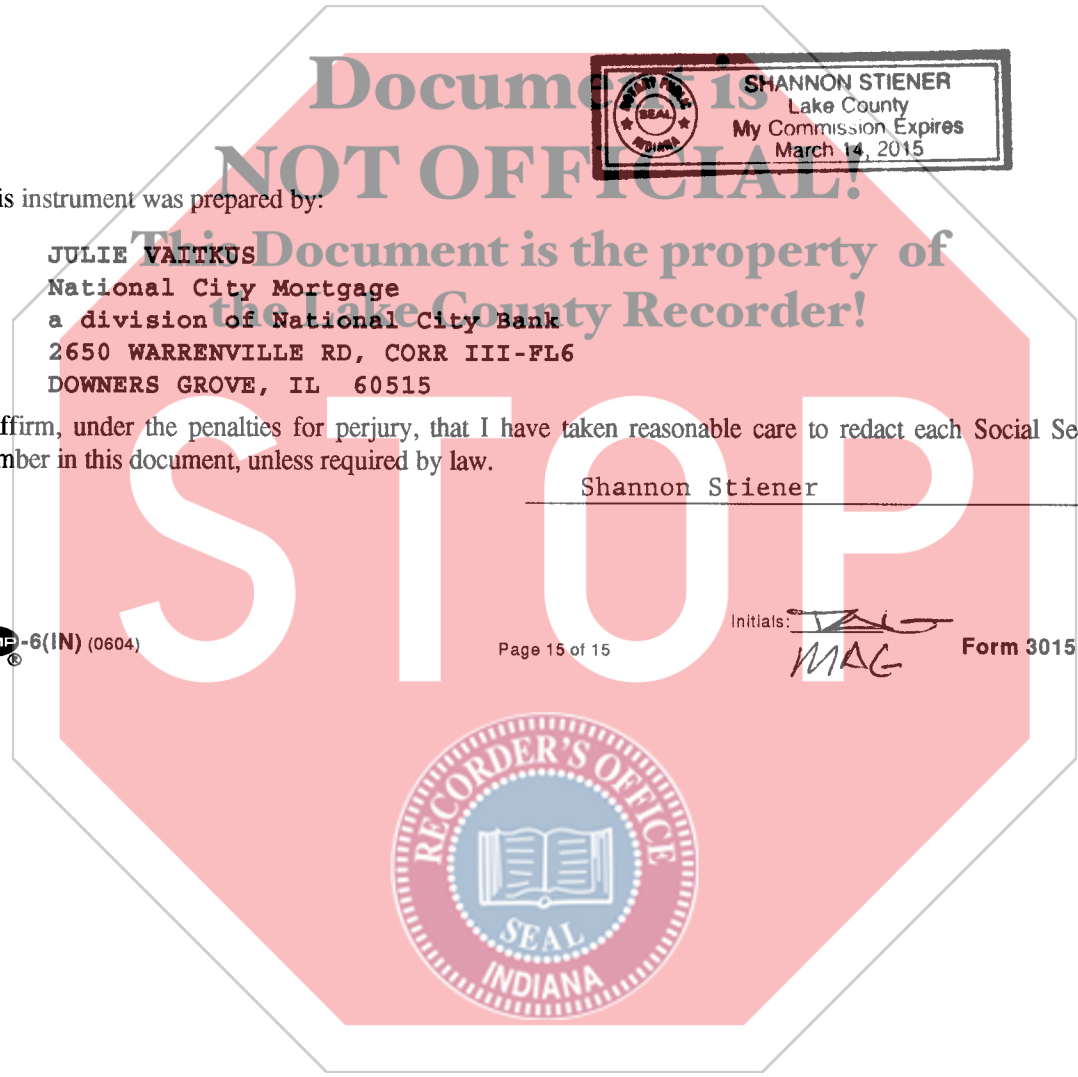 Document is
NOT OFFICIAL!
This Document is the property of
the Lake County Recorder!
NOTARY PUBLIC
SEAL
INDIANA
SHANNON STIENER
Lake County
My Commission Expires
March 14, 2015
is instrument was prepared by:
JULIE VAITKUS
National City Mortgage
a division of National City Bank
2650 WARRENVILLE RD, CORR III-FL6
DOWNERS GROVE, IL 60515
ffirm, under the penalties for perjury, that I have taken reasonable care to redact each Social Se
mber in this document, unless required by law.
Shannon Stiener
STOP
-6(IN) (0604)
Page 15 of 15
Initials:
MAG
Form 3015
RECORDER'S OFFICE
SEAL
INDIANA